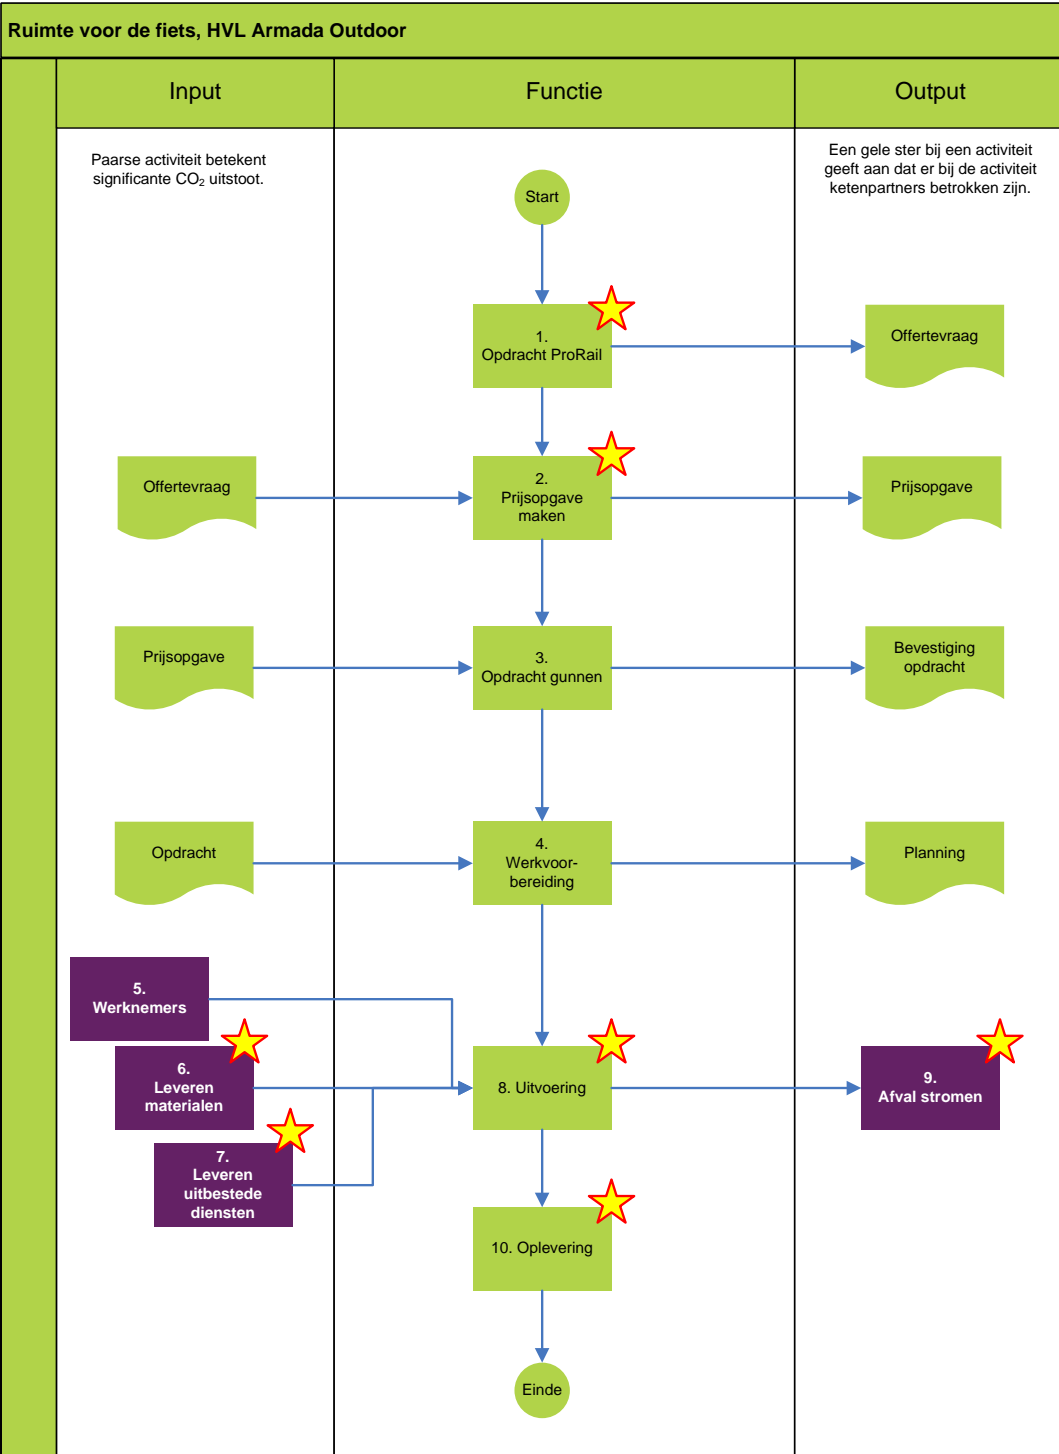 Ruimte voor de fiets, HVL Armada Outdoor
Input
Functie
Output
Paarse activiteit betekent
significante CO₂ uitstoot.
Een gele ster bij een activiteit
geeft aan dat er bij de activiteit
ketenpartners betrokken zijn.
Start
1.
Opdracht ProRail
Offertevraag
Offertevraag
2.
Prijsopgave
maken
Prijsopgave
Prijsopgave
3.
Opdracht gunnen
Bevestiging
opdracht
Opdracht
4.
Werkvoor-
bereiding
Planning
5.
Werknemers
6.
Leveren
materialen
7.
Leveren
uitbestede
diensten
8. Uitvoering
9.
Afval stromen
10. Oplevering
Einde